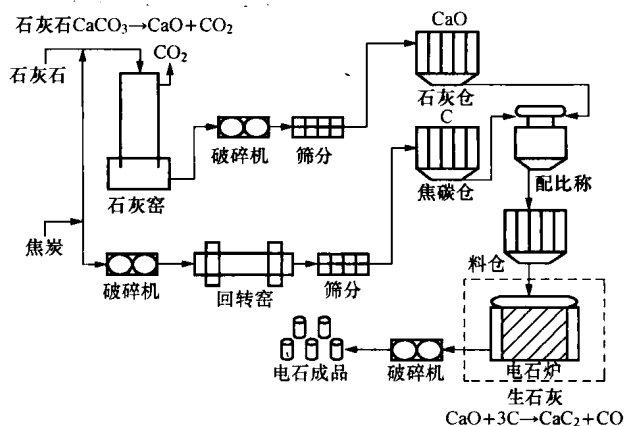 石灰石CaCO₃→CaO+CO₂
CaO
CO₂
石灰石
石灰仓
破碎机
筛分
C
石灰窑
焦碳仓
配比称
焦炭
料仓
破碎机
回转窑
筛分
电石成品
破碎机
电石炉
生石灰
CaO+3C→CaC₂+CO